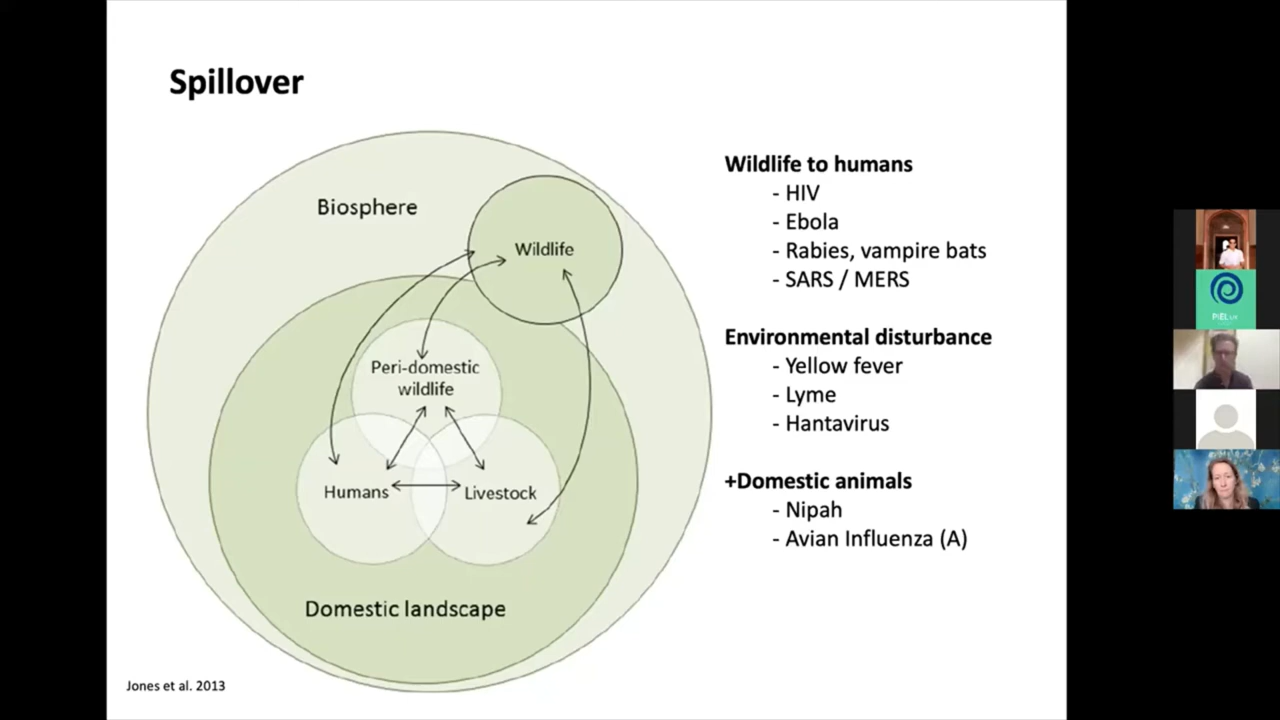 Spillover
Biosphere
Wildlife
Peri-domestic
wildlife
Humans
Livestock
Domestic landscape
Wildlife to humans
- HIV
- Ebola
- Rabies, vampire bats
- SARS / MERS
Environmental disturbance
- Yellow fever
- Lyme
- Hantavirus
+Domestic animals
- Nipah
- Avian Influenza (A)
Jones et al. 2013